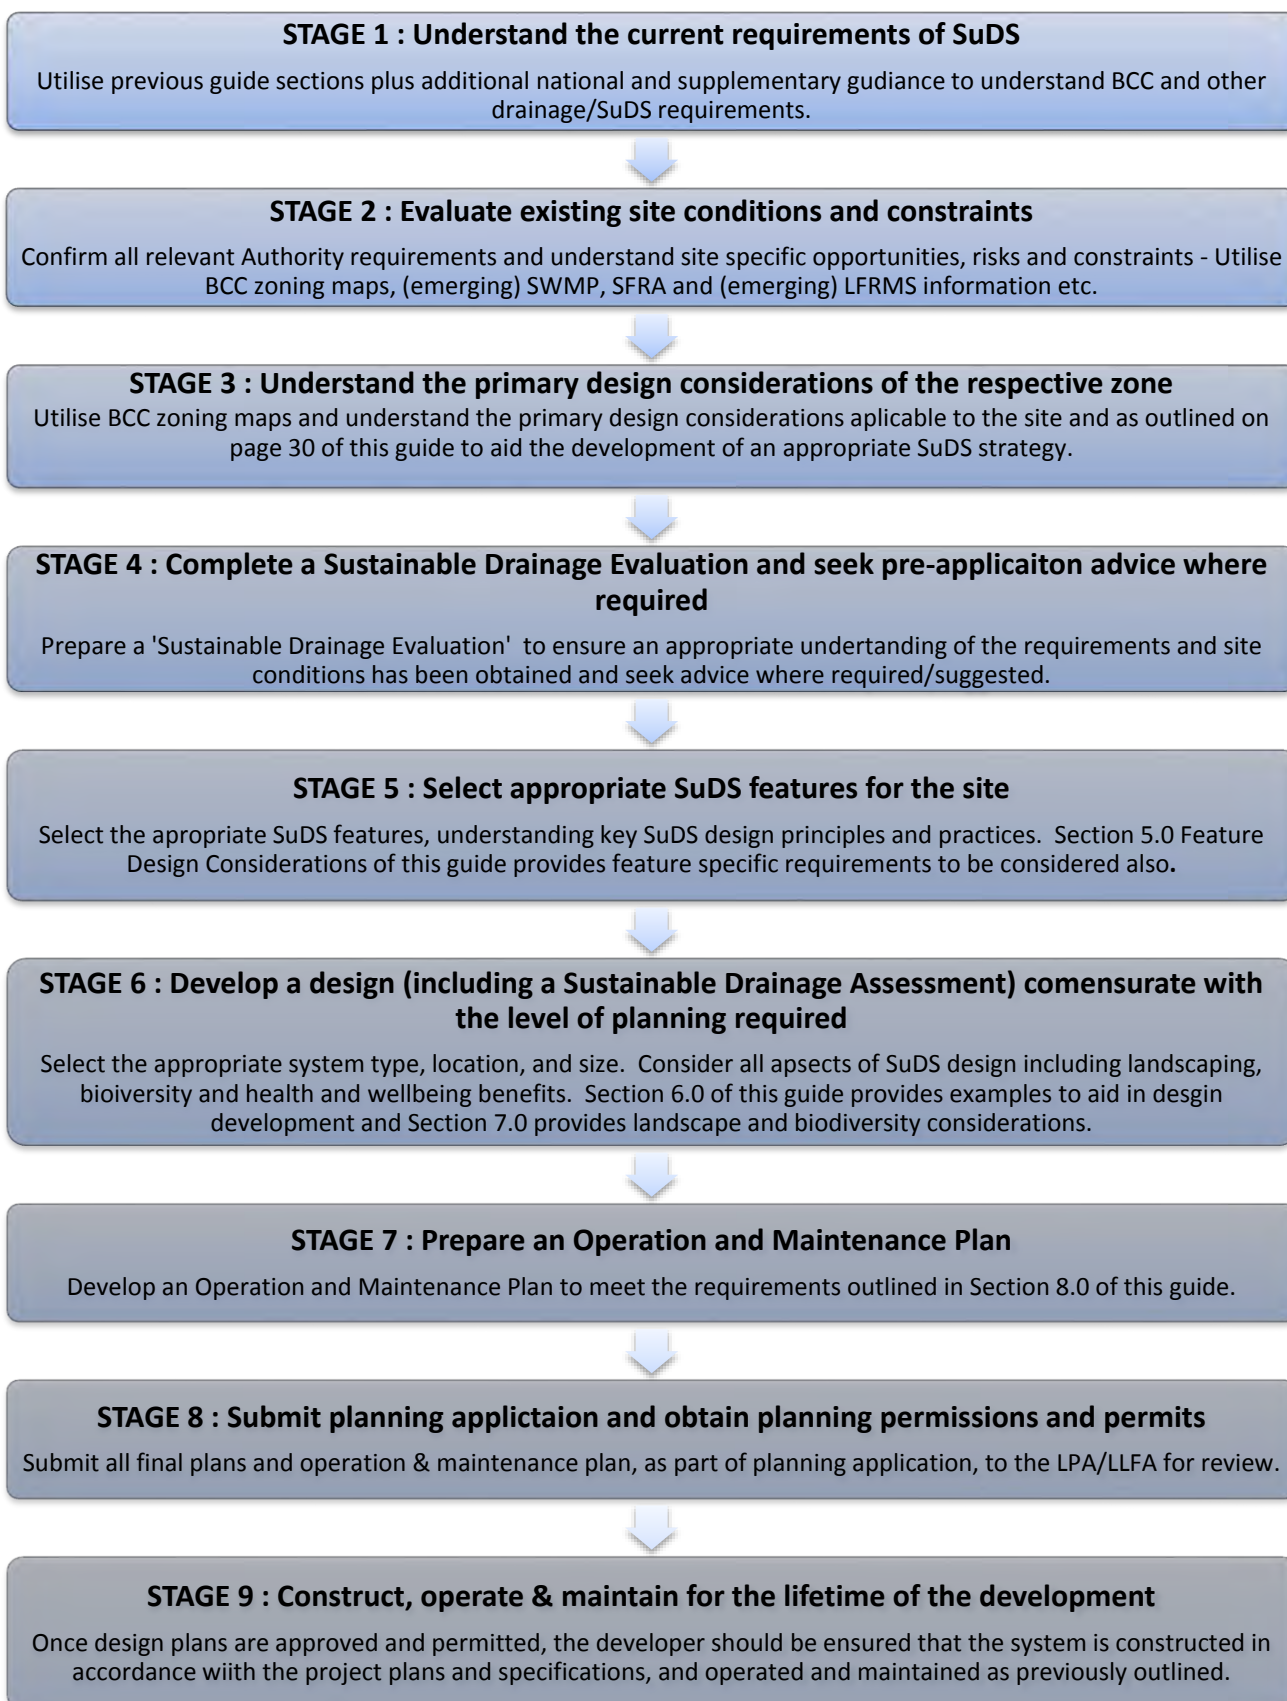 STAGE 1 : Understand the current requirements of SuDS
Utilise previous guide sections plus additional national and supplementary gudiance to understand BCC and other
drainage/SuDS requirements.
STAGE 2 : Evaluate existing site conditions and constraints
Confirm all relevant Authority requirements and understand site specific opportunities, risks and constraints - Utilise
BCC zoning maps, (emerging) SWMP, SFRA and (emerging) LFRMS information etc.
STAGE 3 : Understand the primary design considerations of the respective zone
Utilise BCC zoning maps and understand the primary design considerations aplicable to the site and as outlined on
page 30 of this guide to aid the development of an appropriate SuDS strategy.
STAGE 4 : Complete a Sustainable Drainage Evaluation and seek pre-applicaiton advice where
required
Prepare a 'Sustainable Drainage Evaluation' to ensure an appropriate undertanding of the requirements and site
conditions has been obtained and seek advice where required/suggested.
STAGE 5 : Select appropriate SuDS features for the site
Select the apropriate SuDS features, understanding key SuDS design principles and practices. Section 5.0 Feature
Design Considerations of this guide provides feature specific requirements to be considered also.
STAGE 6 : Develop a design (including a Sustainable Drainage Assessment) comensurate with
the level of planning required
Select the appropriate system type, location, and size. Consider all apsects of SuDS design including landscaping,
bioiversity and health and wellbeing benefits. Section 6.0 of this guide provides examples to aid in desgin
development and Section 7.0 provides landscape and biodiversity considerations.
STAGE 7 : Prepare an Operation and Maintenance Plan
Develop an Operation and Maintenance Plan to meet the requirements outlined in Section 8.0 of this guide.
STAGE 8 : Submit planning applictaion and obtain planning permissions and permits
Submit all final plans and operation & maintenance plan, as part of planning application, to the LPA/LLFA for review.
STAGE 9 : Construct, operate & maintain for the lifetime of the development
Once design plans are approved and permitted, the developer should be ensured that the system is constructed in
accordance wiith the project plans and specifications, and operated and maintained as previously outlined.